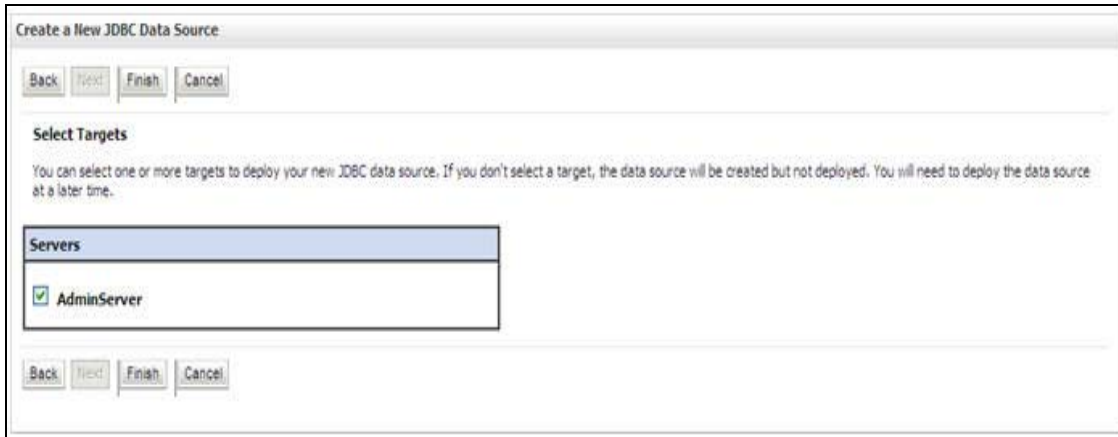 Create a New JDBC Data Source
Back Next Finish Cancel
Select Targets
You can select one or more targets to deploy your new JDBC data source. If you don't select a target, the data source will be created but not deployed. You will need to deploy the data source
at a later time.
Servers
AdminServer
Back Next Finish Cancel